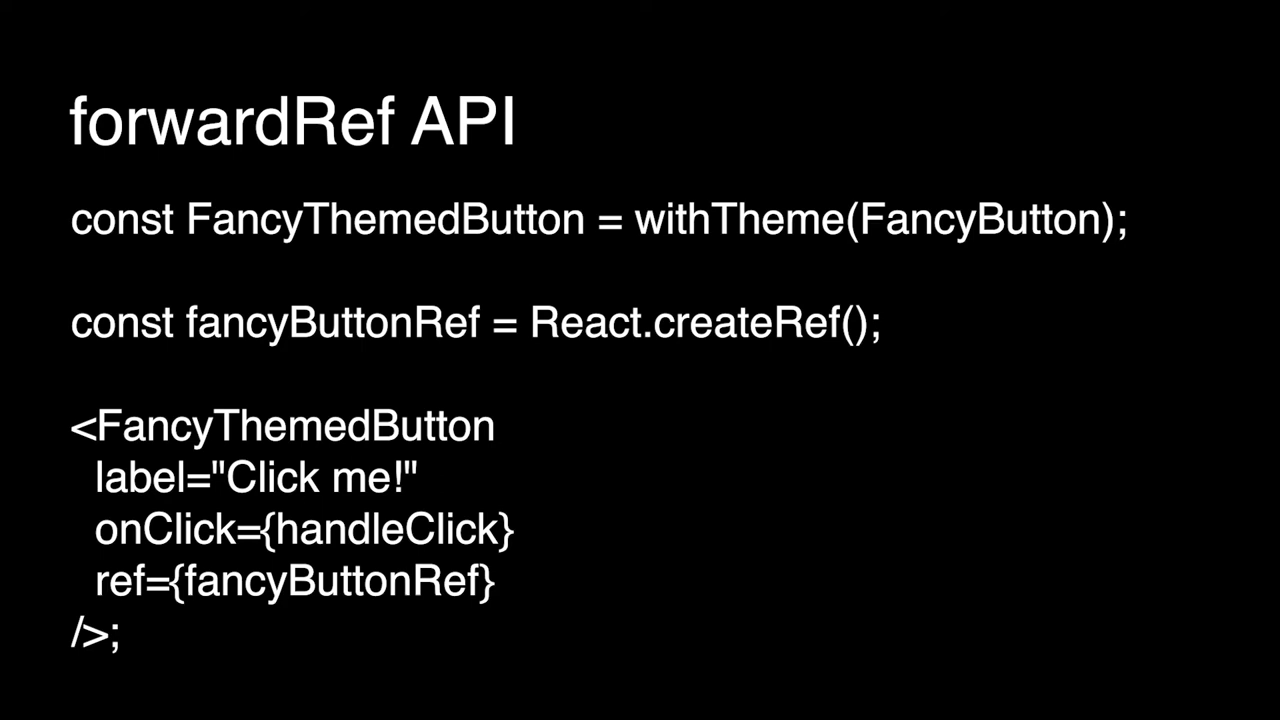 forwardRef API
const FancyThemedButton = withTheme(FancyButton);
const fancyButtonRef = React.createRef();
<FancyThemedButton
label="Click me!"
onClick={handleClick}
ref={fancyButtonRef}
/>;